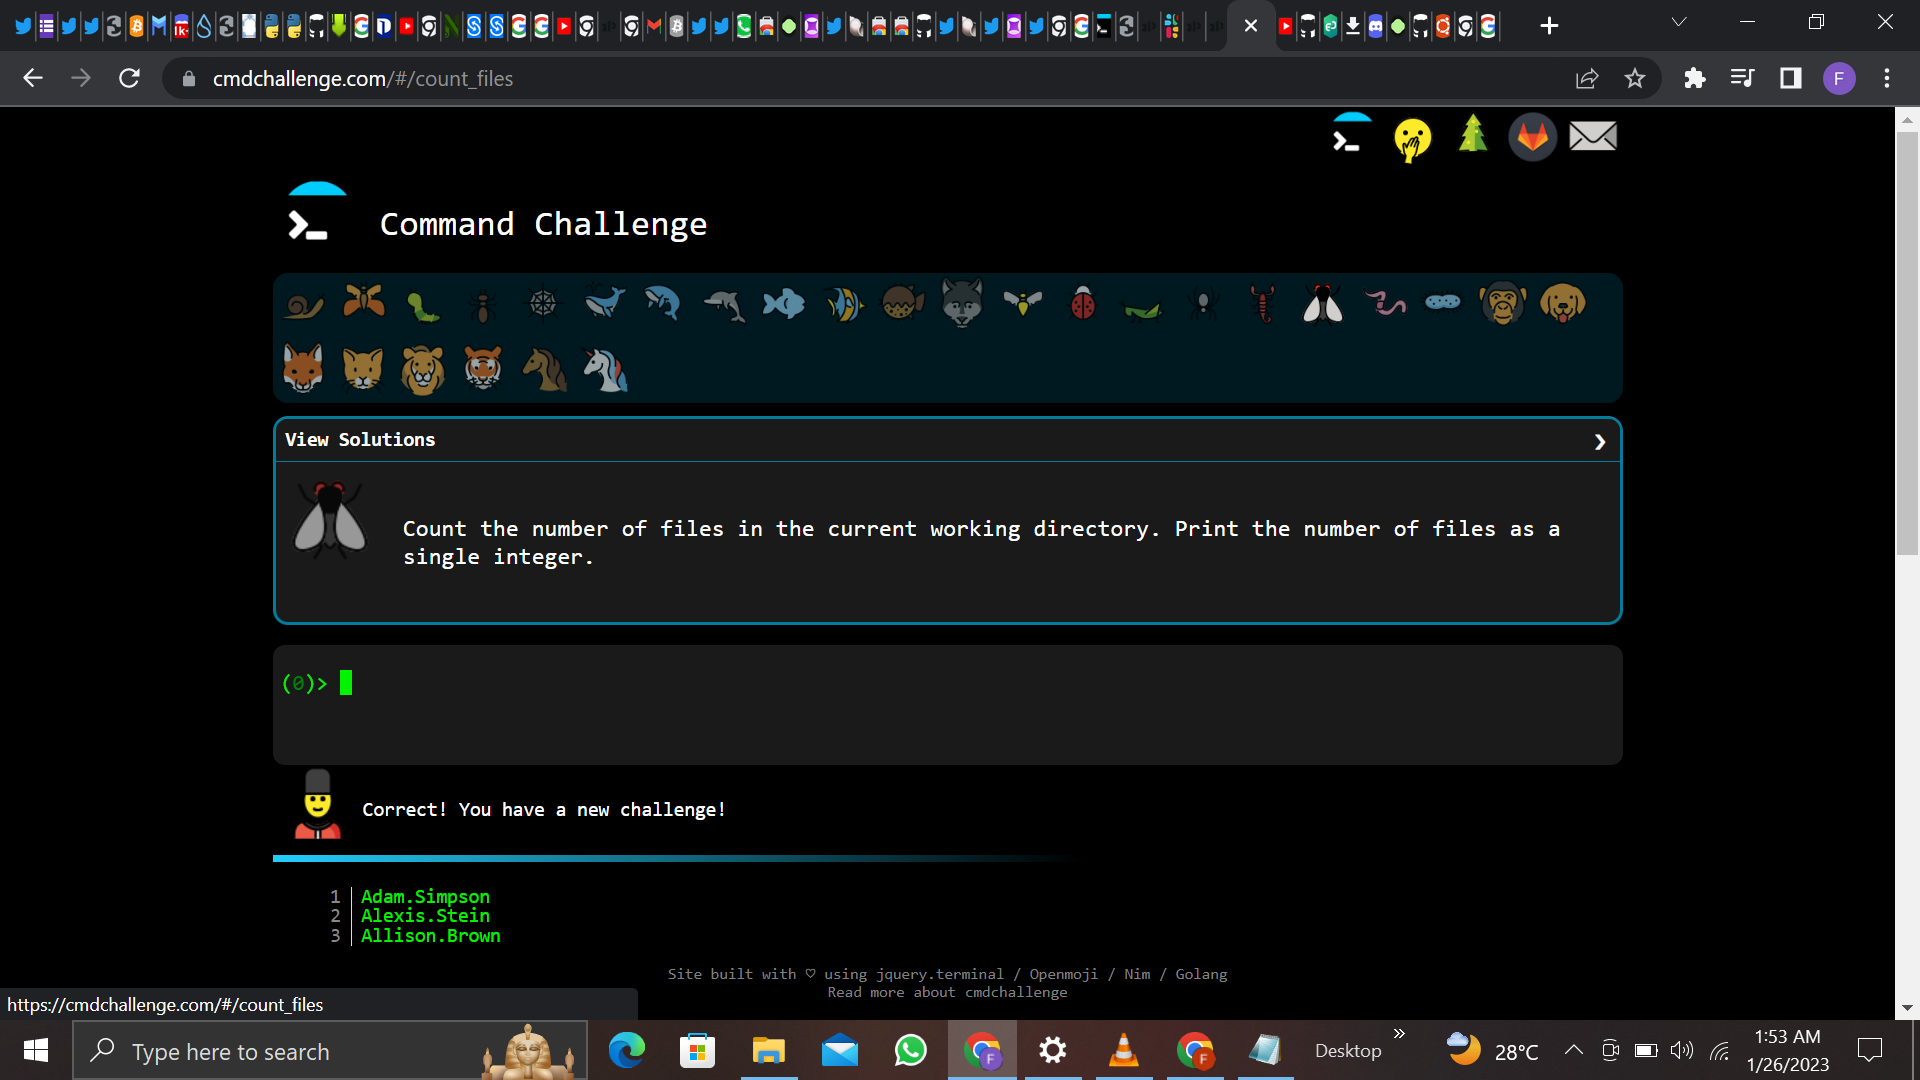 cmdchallenge.com/#/count_files
F
Command Challenge
View Solutions
Count the number of files in the current working directory. Print the number of files as a
single integer.
(0)>
Correct! You have a new challenge!
1 Adam.Simpson
2 Alexis.Stein
3 Allison.Brown
Site built with ♡ using jquery.terminal / Openmoji / Nim / Golang
Read more about cmdchallenge
https://cmdchallenge.com/#/count_files
Type here to search
F
F
Desktop
28°C
1:53 AM
1/26/2023